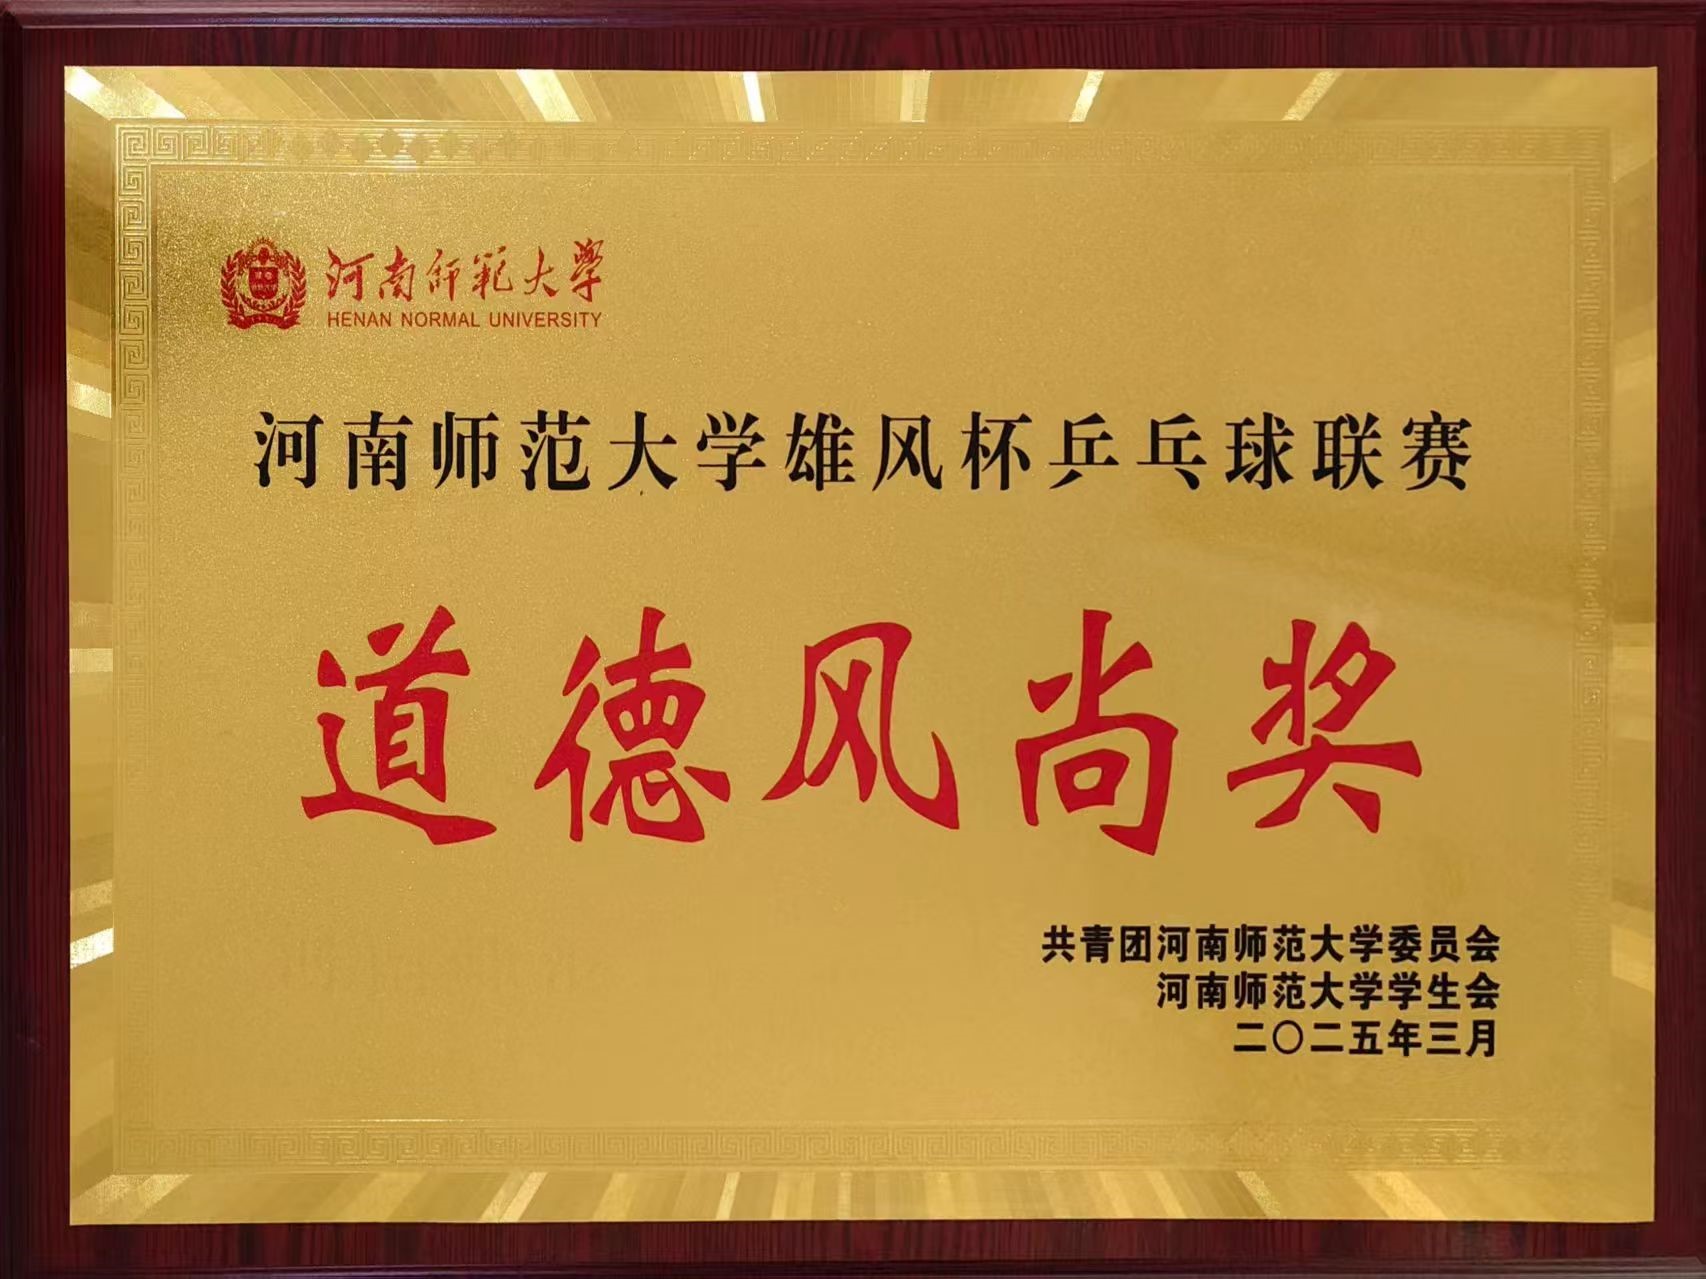 河南师範大学
HENAN NORMAL UNIVERSITY
河南师范大学雄风杯乒乓球联赛
道德风尚奖
共青团河南师范大学委员会
河南师范大学学生会
二〇二五年三月